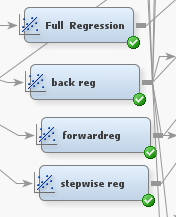 Full Regression
back reg
forwardreg
stepwise reg